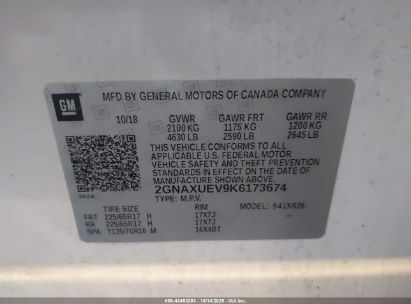 GM
MFD BY GENERAL MOTORS OF CANADA COMPANY
10/18 GVWR GAWR FRT GAWR RR
2100 KG 1175 KG 1200 KG
4630 LB 2590 LB 2645 LB
THIS VEHICLE CONFORMS TO ALL
APPLICABLE U.S. FEDERAL MOTOR
VEHICLE SAFETY AND BUMPER
STANDARDS IN EFFECT ON THE DATE
OF MANUFACTURE SHOWN ABOVE.
2GNAXUEV9K6173674
TYPE: M.P.V. MODEL: 941XR26
TIRE SIZE RIM
FRT 225/65R17 H 17X7J
RR 225/65R17 H 17X7J
SPA T135/70R16 M 16X4BT